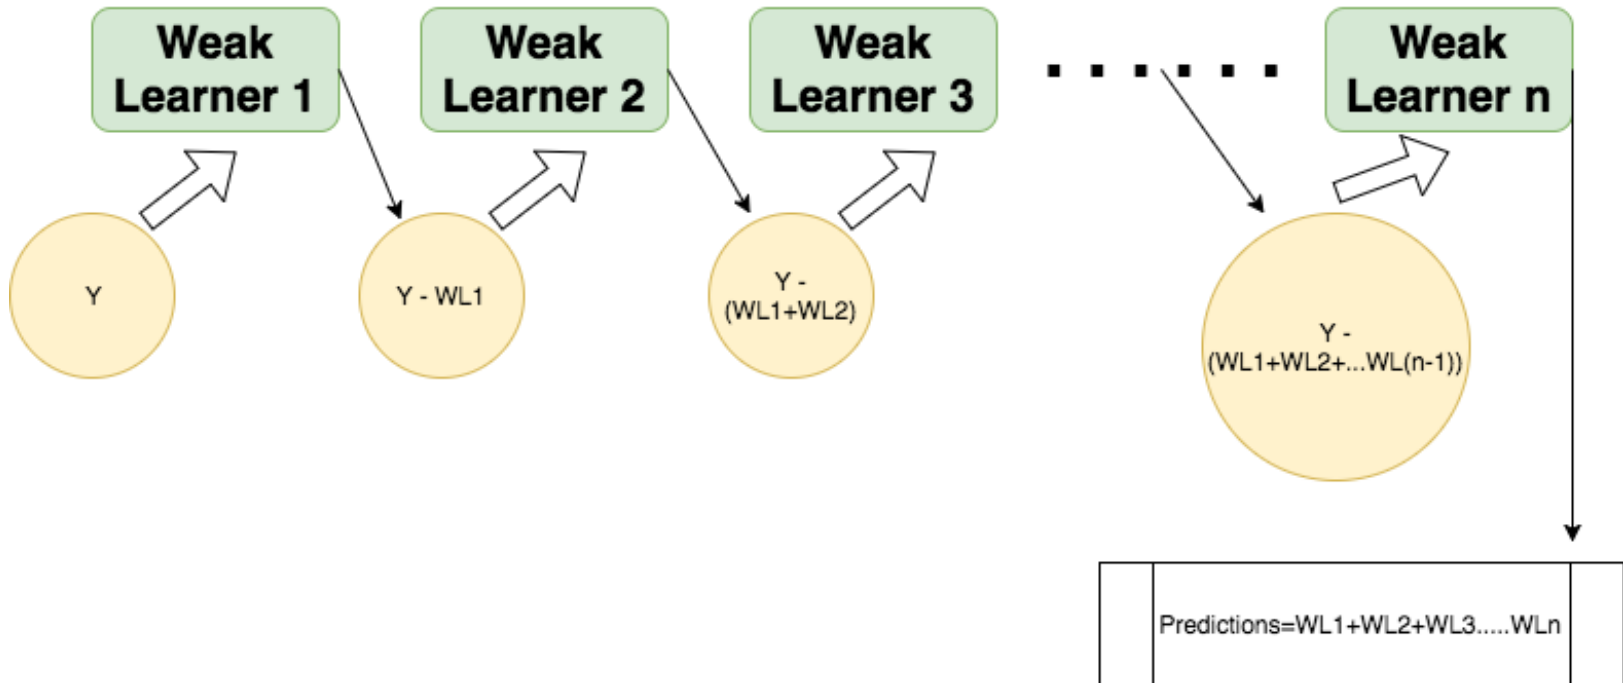 Weak
Learner 1
Weak
Learner 2
Weak
Learner 3
Weak
Learner n
Y
Y - WL1
Y -
(WL1+WL2)
Y -
(WL1+WL2+...WL(n-1))
Predictions=WL1+WL2+WL3.....WLn